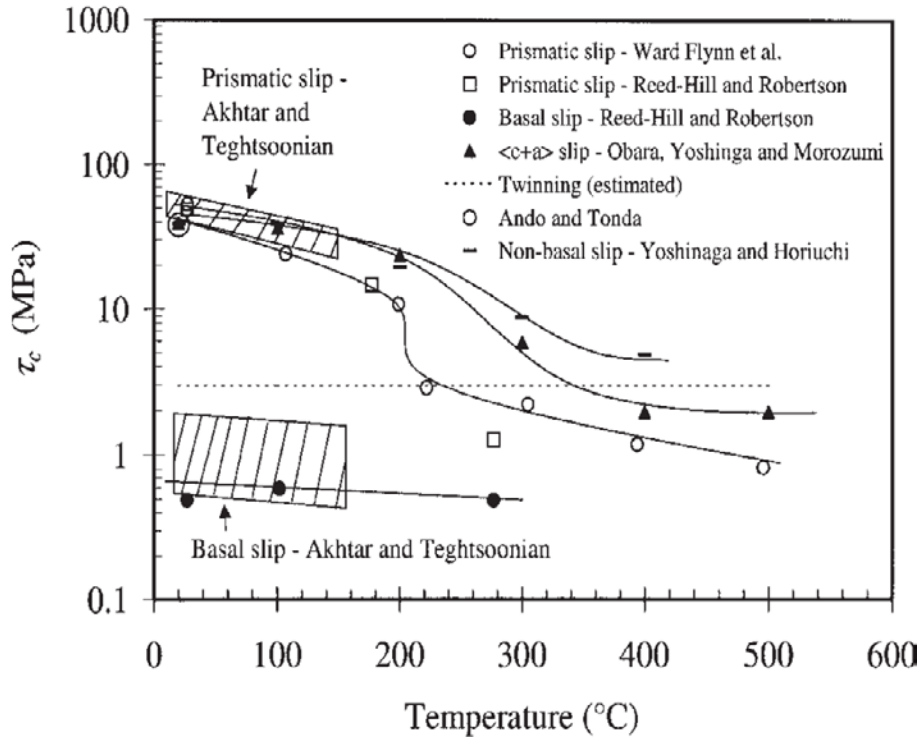 1000
Prismatic slip - Ward Flynn et al.
Prismatic slip - Reed-Hill and Robertson
Basal slip - Reed-Hill and Robertson
<c+a> slip - Obara, Yoshinga and Morozumi
Twinning (estimated)
Ando and Tonda
Non-basal slip - Yoshinaga and Horiuchi
Prismatic slip -
Akhtar and
Teghtsoonian
100
10
1
0.1
τc (MPa)
Basal slip - Akhtar and Teghtsoonian
0 100 200 300 400 500 600
Temperature (°C)